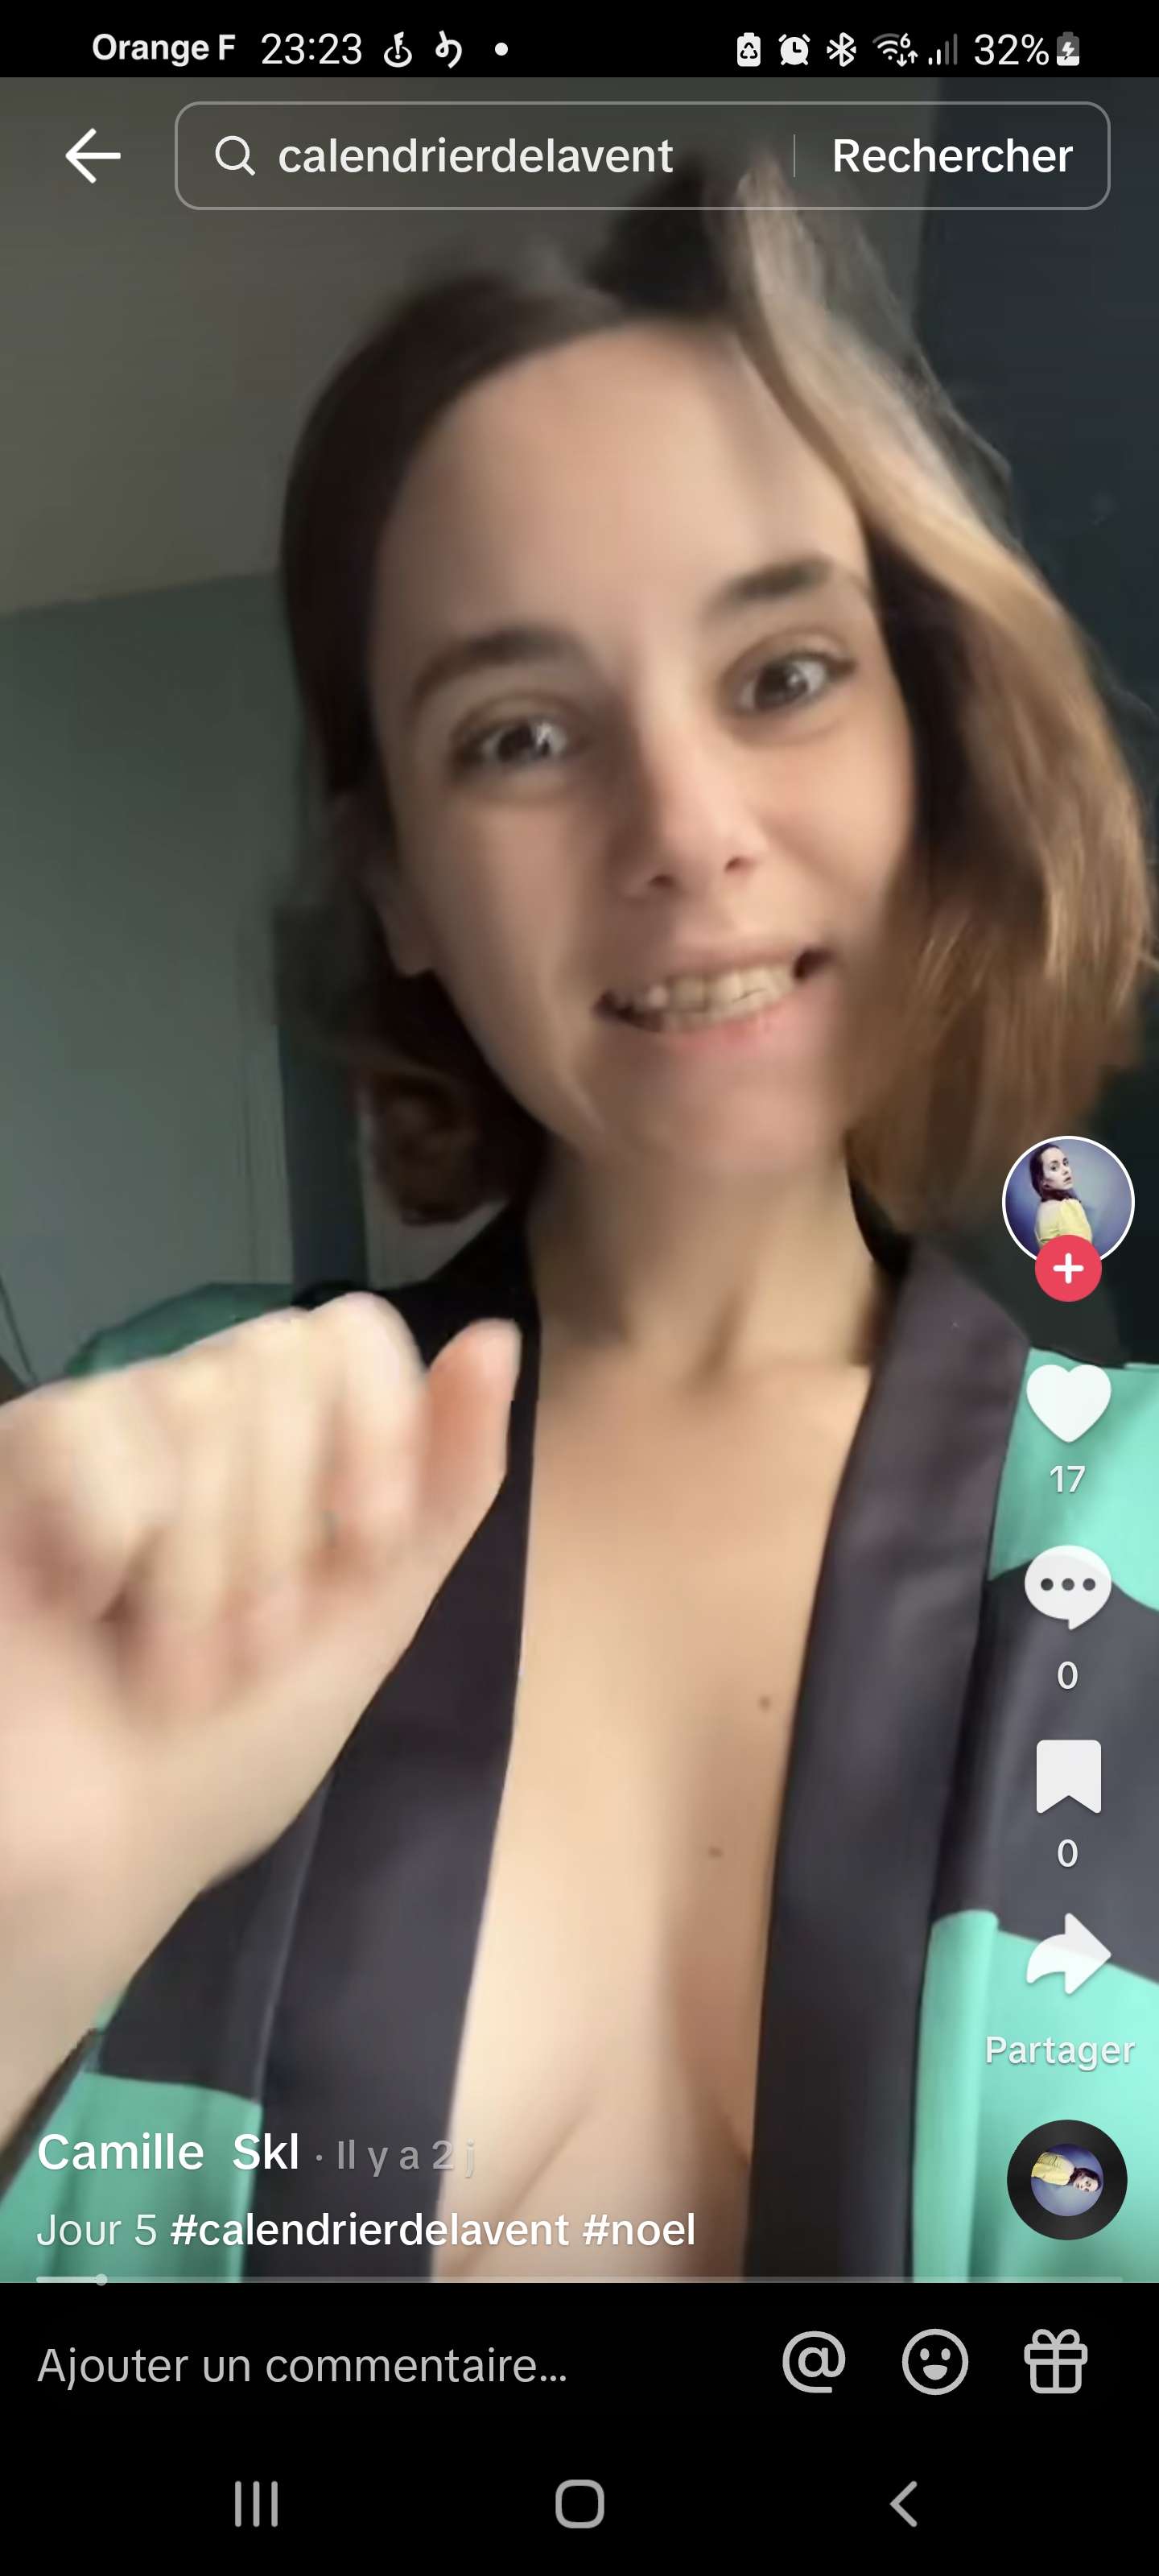 Orange F 23:23 32%
calendrierdelavent Rechercher
17
0
0
Partager
Camille Skl · Il y a 2 j
Jour 5 #calendrierdelavent #noel
Ajouter un commentaire...